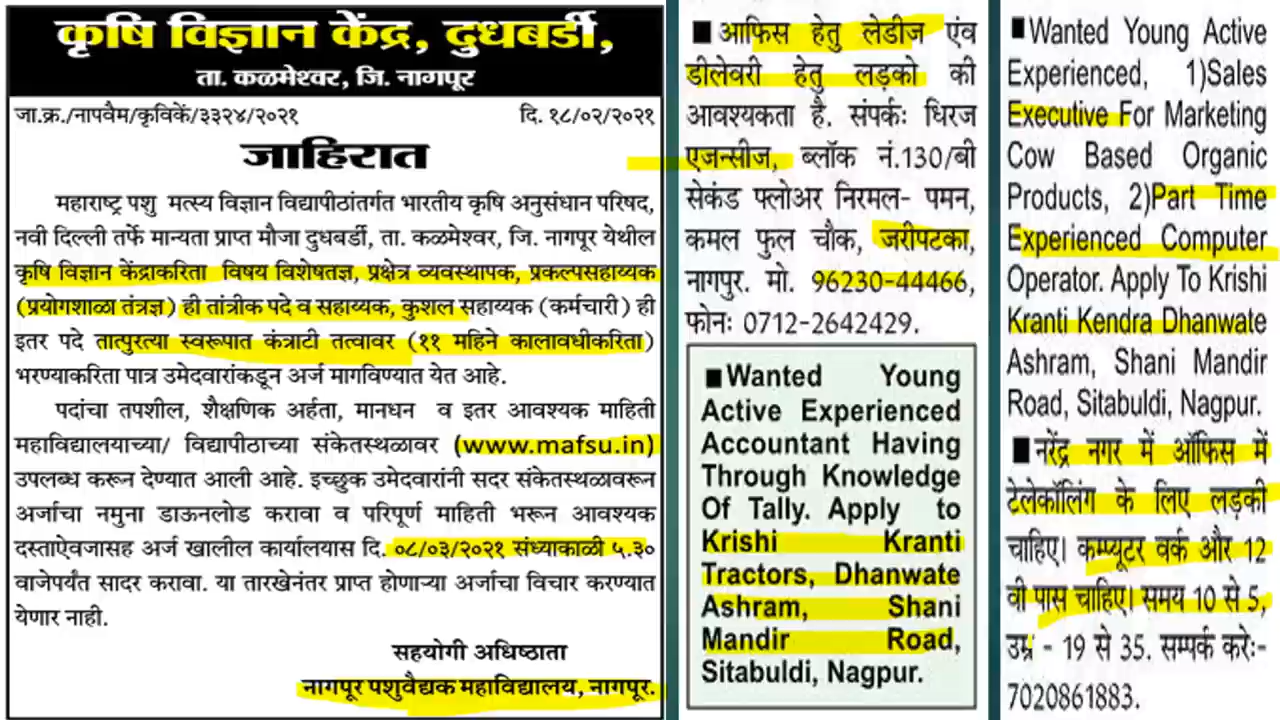 कृषि विज्ञान केंद्र, दुधबर्डी,
ता. कळमेश्वर, जि. नागपूर
जा.क्र./नापवैम/कृविकें/३३२४/२०२१ दि. १८/०२/२०२१
जाहिरात
महाराष्ट्र पशु मत्स्य विज्ञान विद्यापीठांतर्गत भारतीय कृषि अनुसंधान परिषद,
नवी दिल्ली तर्फे मान्यता प्राप्त मौजा दुधबर्डी, ता. कळमेश्वर, जि. नागपूर येथील
कृषि विज्ञान केंद्राकरिता विषय विशेषतज्ञ, प्रक्षेत्र व्यवस्थापक, प्रकल्पसहाय्यक
(प्रयोगशाळा तंत्रज्ञ) ही तांत्रीक पदे व सहाय्यक, कुशल सहाय्यक (कर्मचारी) ही
इतर पदे तात्पुरत्या स्वरूपात कंत्राटी तत्वावर (११ महिने कालावधीकरिता)
भरण्याकरिता पात्र उमेदवारांकडून अर्ज मागविण्यात येत आहे.
पदांचा तपशील, शैक्षणिक अर्हता, मानधन व इतर आवश्यक माहिती
महाविद्यालयाच्या/ विद्यापीठाच्या संकेतस्थळावर (www.mafsu.in)
उपलब्ध करून देण्यात आली आहे. इच्छुक उमेदवारांनी सदर संकेतस्थळावरून
अर्जाचा नमुना डाऊनलोड करावा व परिपूर्ण माहिती भरून आवश्यक
दस्ताऐवजासह अर्ज खालील कार्यालयास दि. ०८/०३/२०२१ संध्याकाळी ५.३०
वाजेपर्यंत सादर करावा. या तारखेनंतर प्राप्त होणाऱ्या अर्जाचा विचार करण्यात
येणार नाही.
सहयोगी अधिष्ठाता
नागपूर पशुवैद्यक महाविद्यालय, नागपूर.
■ आफिस हेतु लेडीज एंव
डीलेवरी हेतु लड़को की
आवश्यकता है. संपर्कः धिरज
एजन्सीज, ब्लॉक नं.130/बी
सेकंड फ्लोअर निरमल- पमन,
कमल फुल चौक, जरीपटका,
नागपुर. मो. 96230-44466,
फोनः 0712-2642429.
■ Wanted Young
Active Experienced
Accountant Having
Through Knowledge
Of Tally. Apply to
Krishi Kranti
Tractors, Dhanwate
Ashram, Shani
Mandir Road,
Sitabuldi, Nagpur.
■ Wanted Young Active
Experienced, 1)Sales
Executive For Marketing
Cow Based Organic
Products, 2)Part Time
Experienced Computer
Operator. Apply To Krishi
Kranti Kendra Dhanwate
Ashram, Shani Mandir
Road, Sitabuldi, Nagpur.
■ नरेंद्र नगर में ऑफिस में
टेलेकॉलिंग के लिए लड़की
चाहिए। कम्प्यूटर वर्क और 12
वी पास चाहिए। समय 10 से 5,
उम्र - 19 से 35. सम्पर्क करेः-
7020861883.